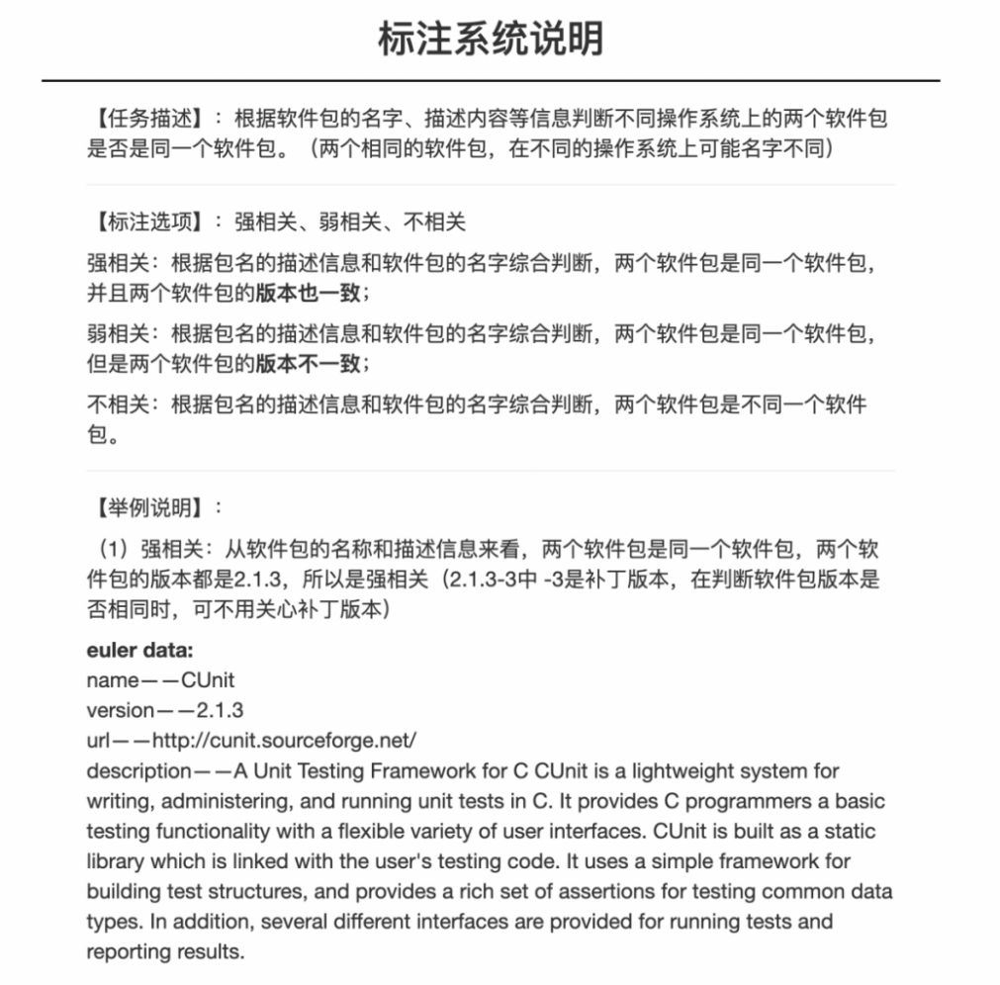 标注系统说明
【任务描述】：根据软件包的名字、描述内容等信息判断不同操作系统上的两个软件包
是否是同一个软件包。（两个相同的软件包，在不同的操作系统上可能名字不同）
【标注选项】：强相关、弱相关、不相关
强相关：根据包名的描述信息和软件包的名字综合判断，两个软件包是同一个软件包，
并且两个软件包的版本也一致；
弱相关：根据包名的描述信息和软件包的名字综合判断，两个软件包是同一个软件包，
但是两个软件包的版本不一致；
不相关：根据包名的描述信息和软件包的名字综合判断，两个软件包是不同一个软件
包。
【举例说明】：
（1）强相关：从软件包的名称和描述信息来看，两个软件包是同一个软件包，两个软
件包的版本都是2.1.3，所以是强相关（2.1.3-3中 -3是补丁版本，在判断软件包版本是
否相同时，可不用关心补丁版本）
euler data:
name——CUnit
version——2.1.3
url——http://cunit.sourceforge.net/
description——A Unit Testing Framework for C CUnit is a lightweight system for
writing, administering, and running unit tests in C. It provides C programmers a basic
testing functionality with a flexible variety of user interfaces. CUnit is built as a static
library which is linked with the user's testing code. It uses a simple framework for
building test structures, and provides a rich set of assertions for testing common data
types. In addition, several different interfaces are provided for running tests and
reporting results.